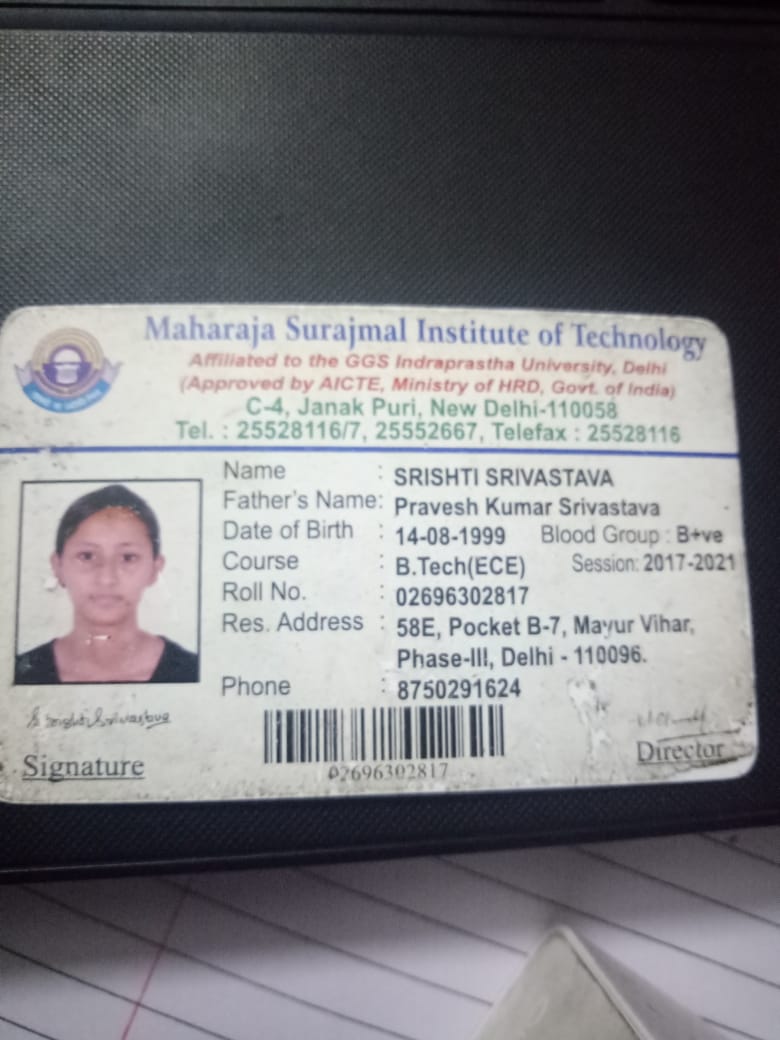 Maharaja Surajmal Institute of Technology
Affiliated to the GGS Indraprastha University, Delhi
(Approved by AICTE, Ministry of HRD, Govt. of India)
C-4, Janak Puri, New Delhi-110058
Tel. : 25528116/7, 25552667, Telefax : 25528116
Name : SRISHTI SRIVASTAVA
Father's Name: Pravesh Kumar Srivastava
Date of Birth : 14-08-1999 Blood Group : B+ve
Course : B.Tech(ECE) Session: 2017-2021
Roll No. : 02696302817
Res. Address : 58E, Pocket B-7, Mayur Vihar,
Phase-III, Delhi - 110096.
Phone : 8750291624
Srishti Srivastava
Signature
02696302817
Director